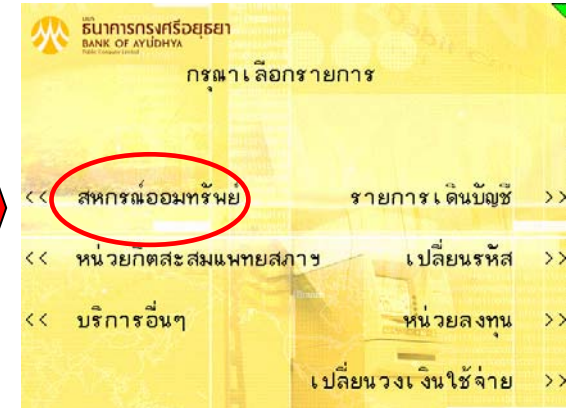 ธนาคารกรุงศรีอยุธยา
BANK OF AYUDHYA
Public Company Limited
กรุณาเลือกรายการ
<< สหกรณ์ออมทรัพย์ รายการเดินบัญชี >>
<< หน่วยกิตสะสมแพทยสภาฯ เปลี่ยนรหัส >>
<< บริการอื่นๆ หน่วยลงทุน >>
เปลี่ยนวงเงินใช้จ่าย >>